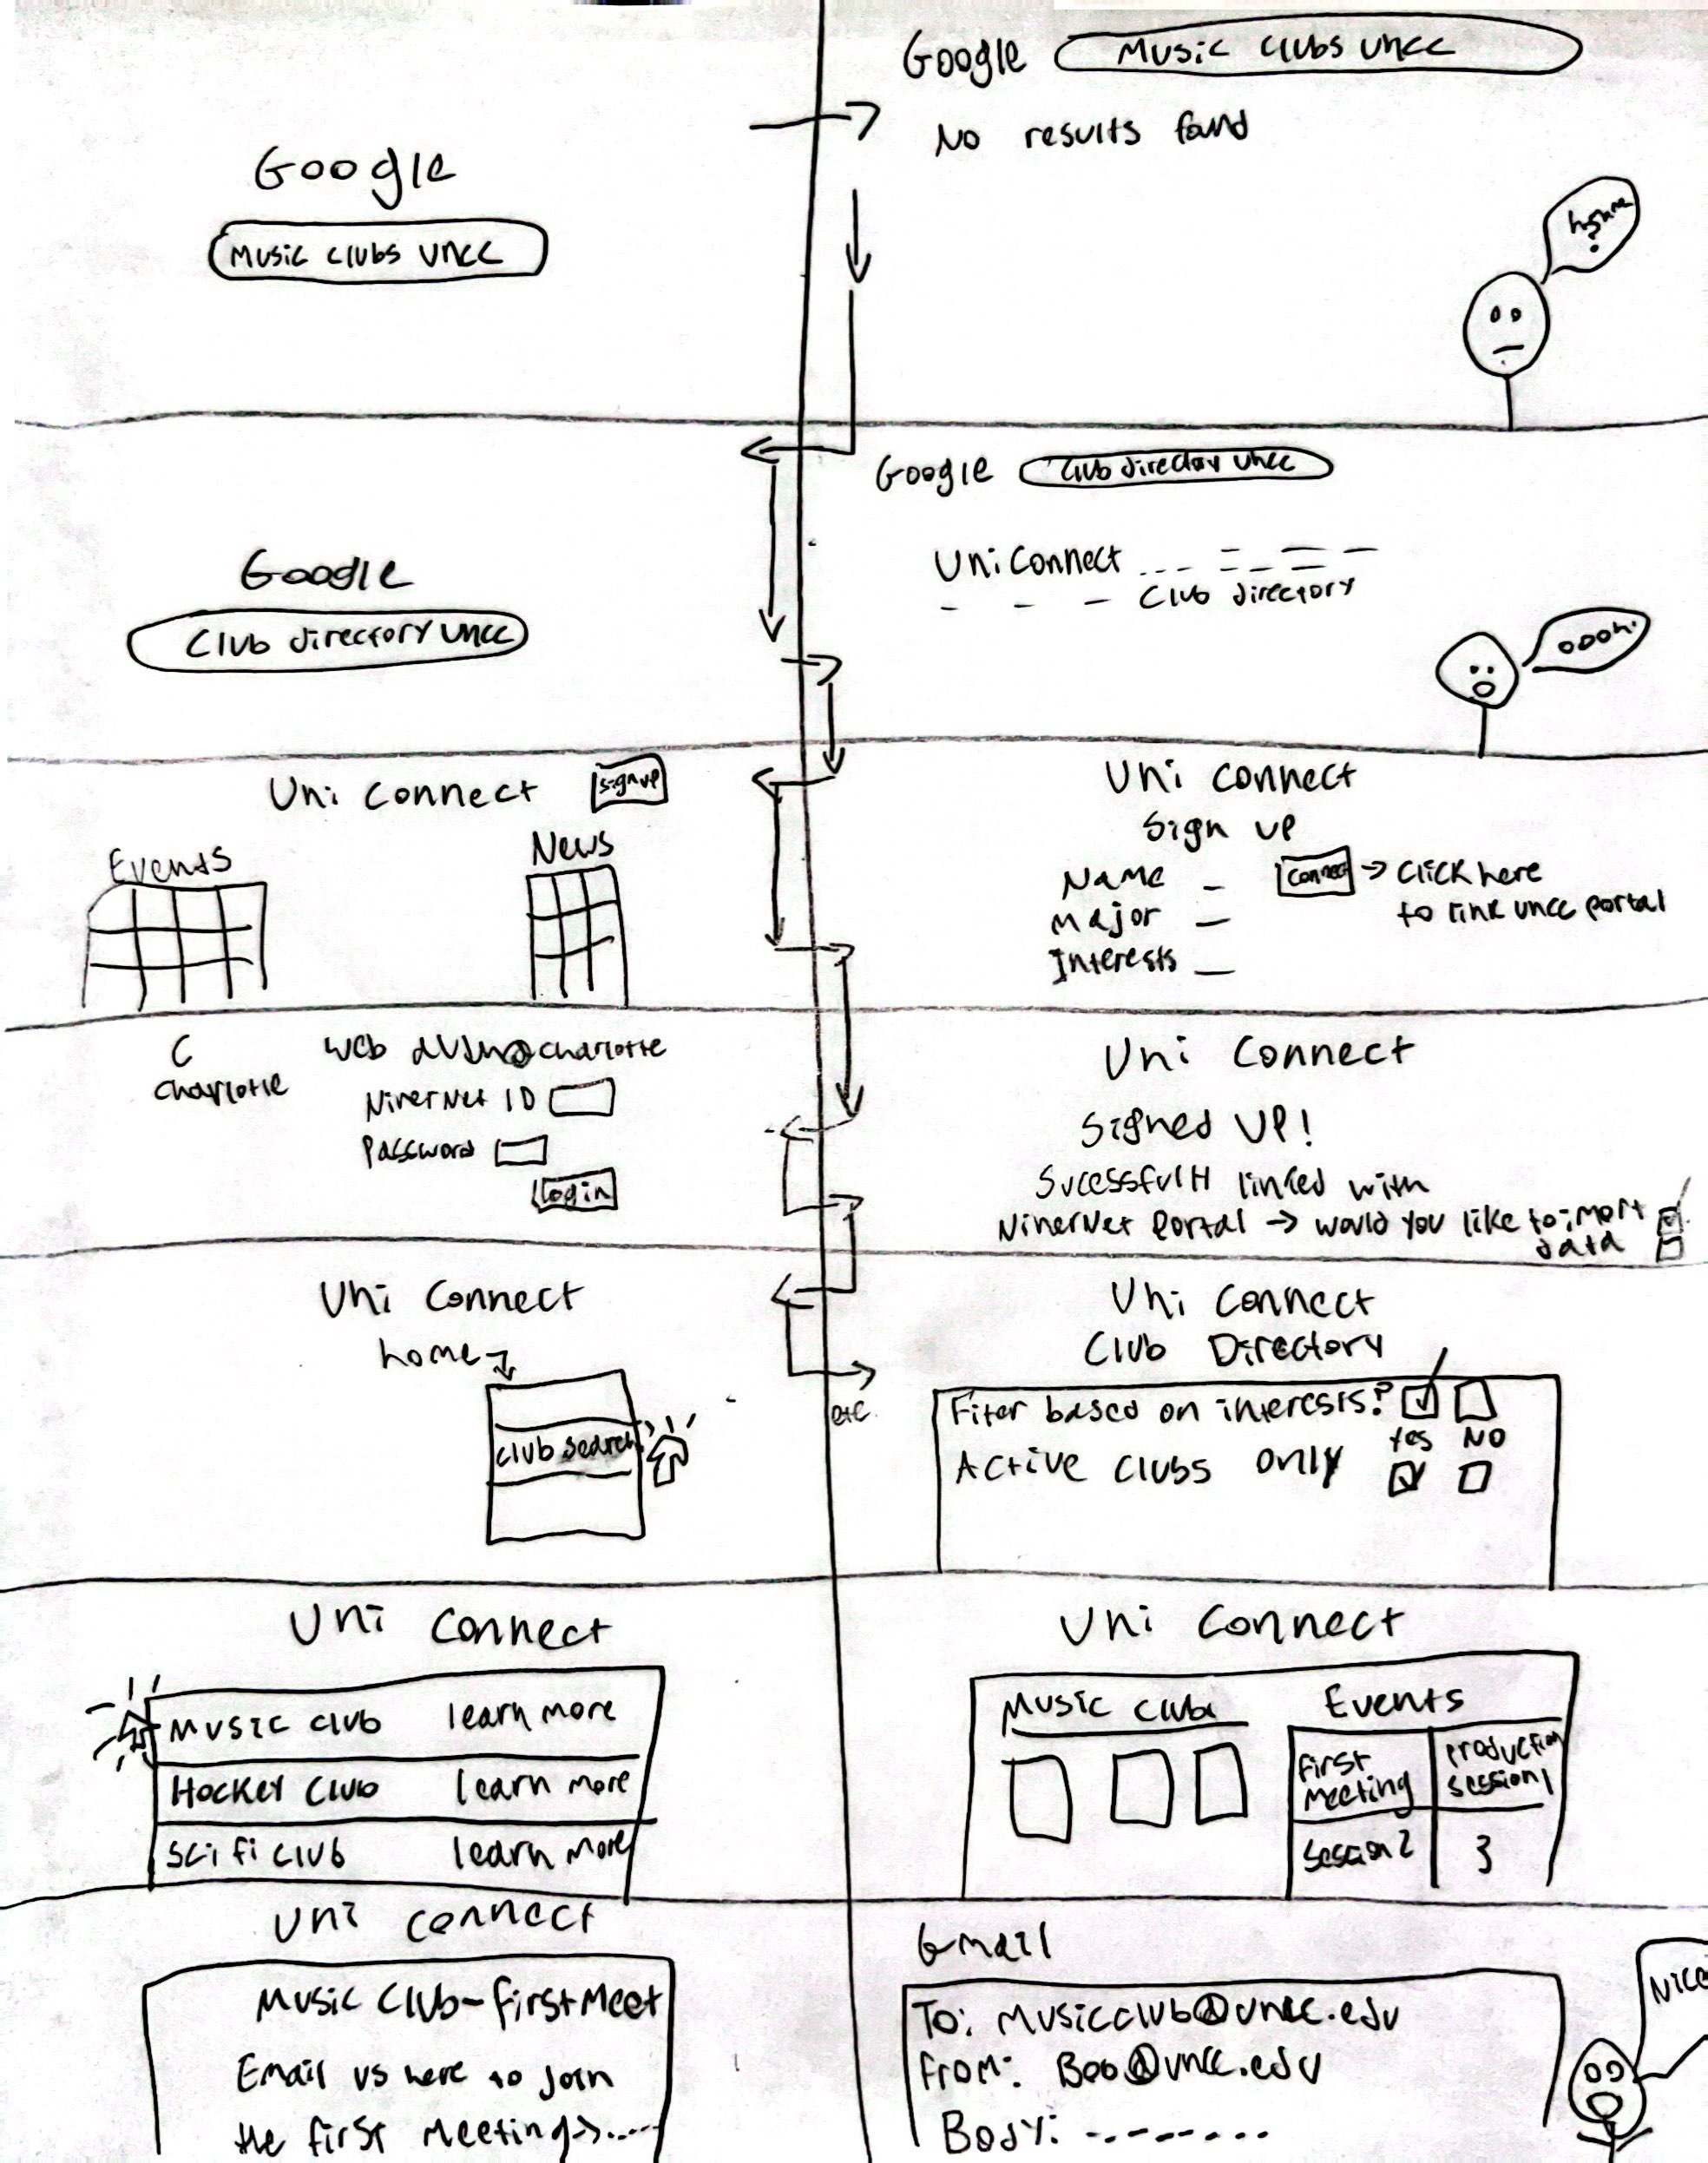 Google
Music clubs uncc
Google Music clubs uncc
No results found
Google
Club directory uncc
Google Club directory uncc
UniConnect
Club directory
oooh.
Uni connect sign up
Events
News
Uni connect
Sign up
Name
Major
Interests
connect → click here
to link uncc portal
C
Charlotte
Web auth@charlotte
NinerNet ID
Password
Login
Uni Connect
Signed up!
linked with
NinerNet Portal → would you like to
data
Uni Connect
home
club search
etc.
Uni Connect
Club Directory
Filter based on interests?
Yes NO
Active clubs only
Uni Connect
Music club learn more
Hockey club learn more
Sci fi club learn more
Uni Connect
Music club
Events
First Meeting
production session 1
Session 2
3
Uni connect
Music Club-first Meet
Email us here to join
the first meeting→.....
Gmail
To: musicclub@uncc.edu
From: Bob@uncc.edu
Body: --------